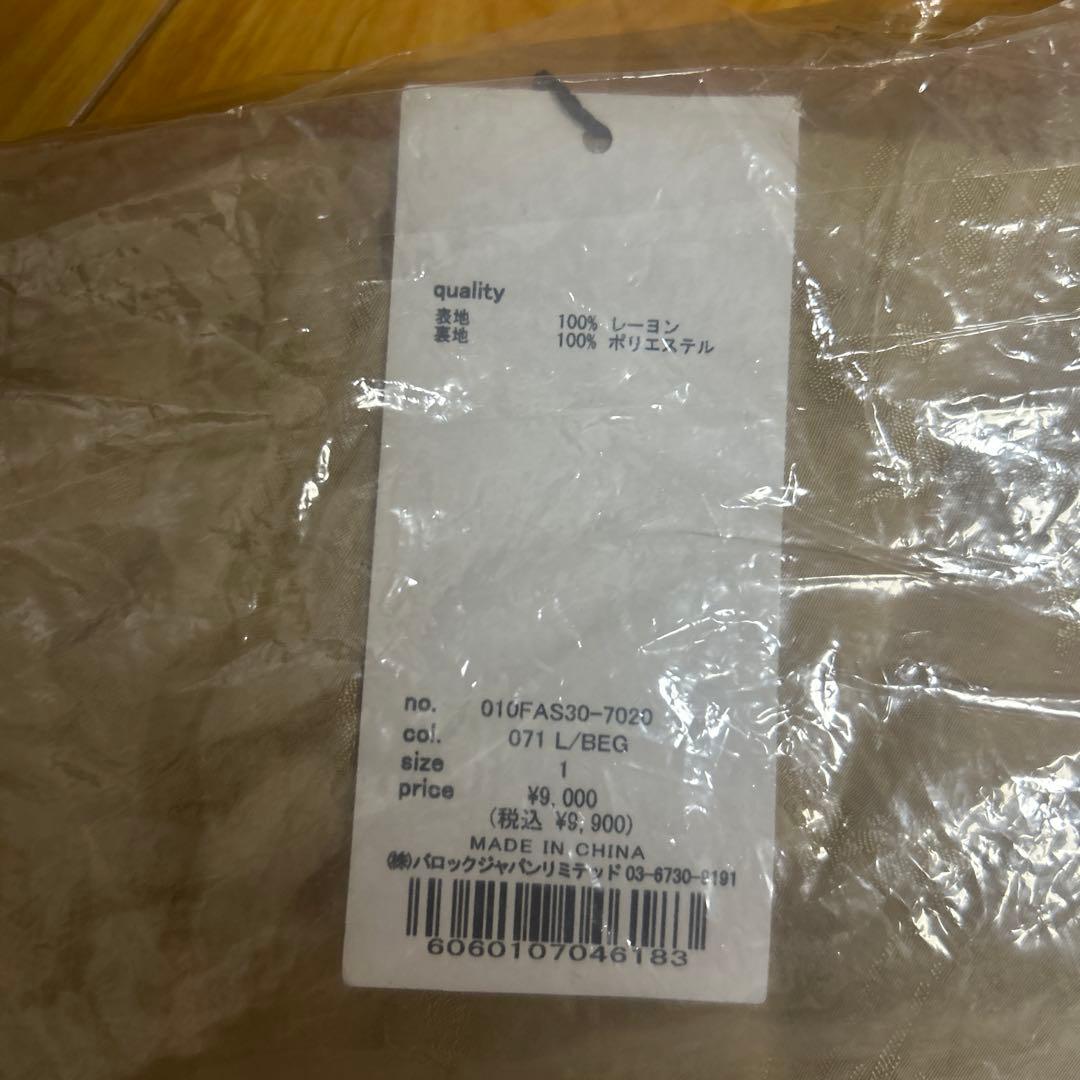 quality
表地 100% レーヨン
裏地 100% ポリエステル
no. 010FAS30-7020
col. 071 L/BEG
size 1
price ¥9,000
(税込 ¥9,900)
MADE IN CHINA
㈱バロックジャパンリミテッド 03-6730-9191
6060107046183